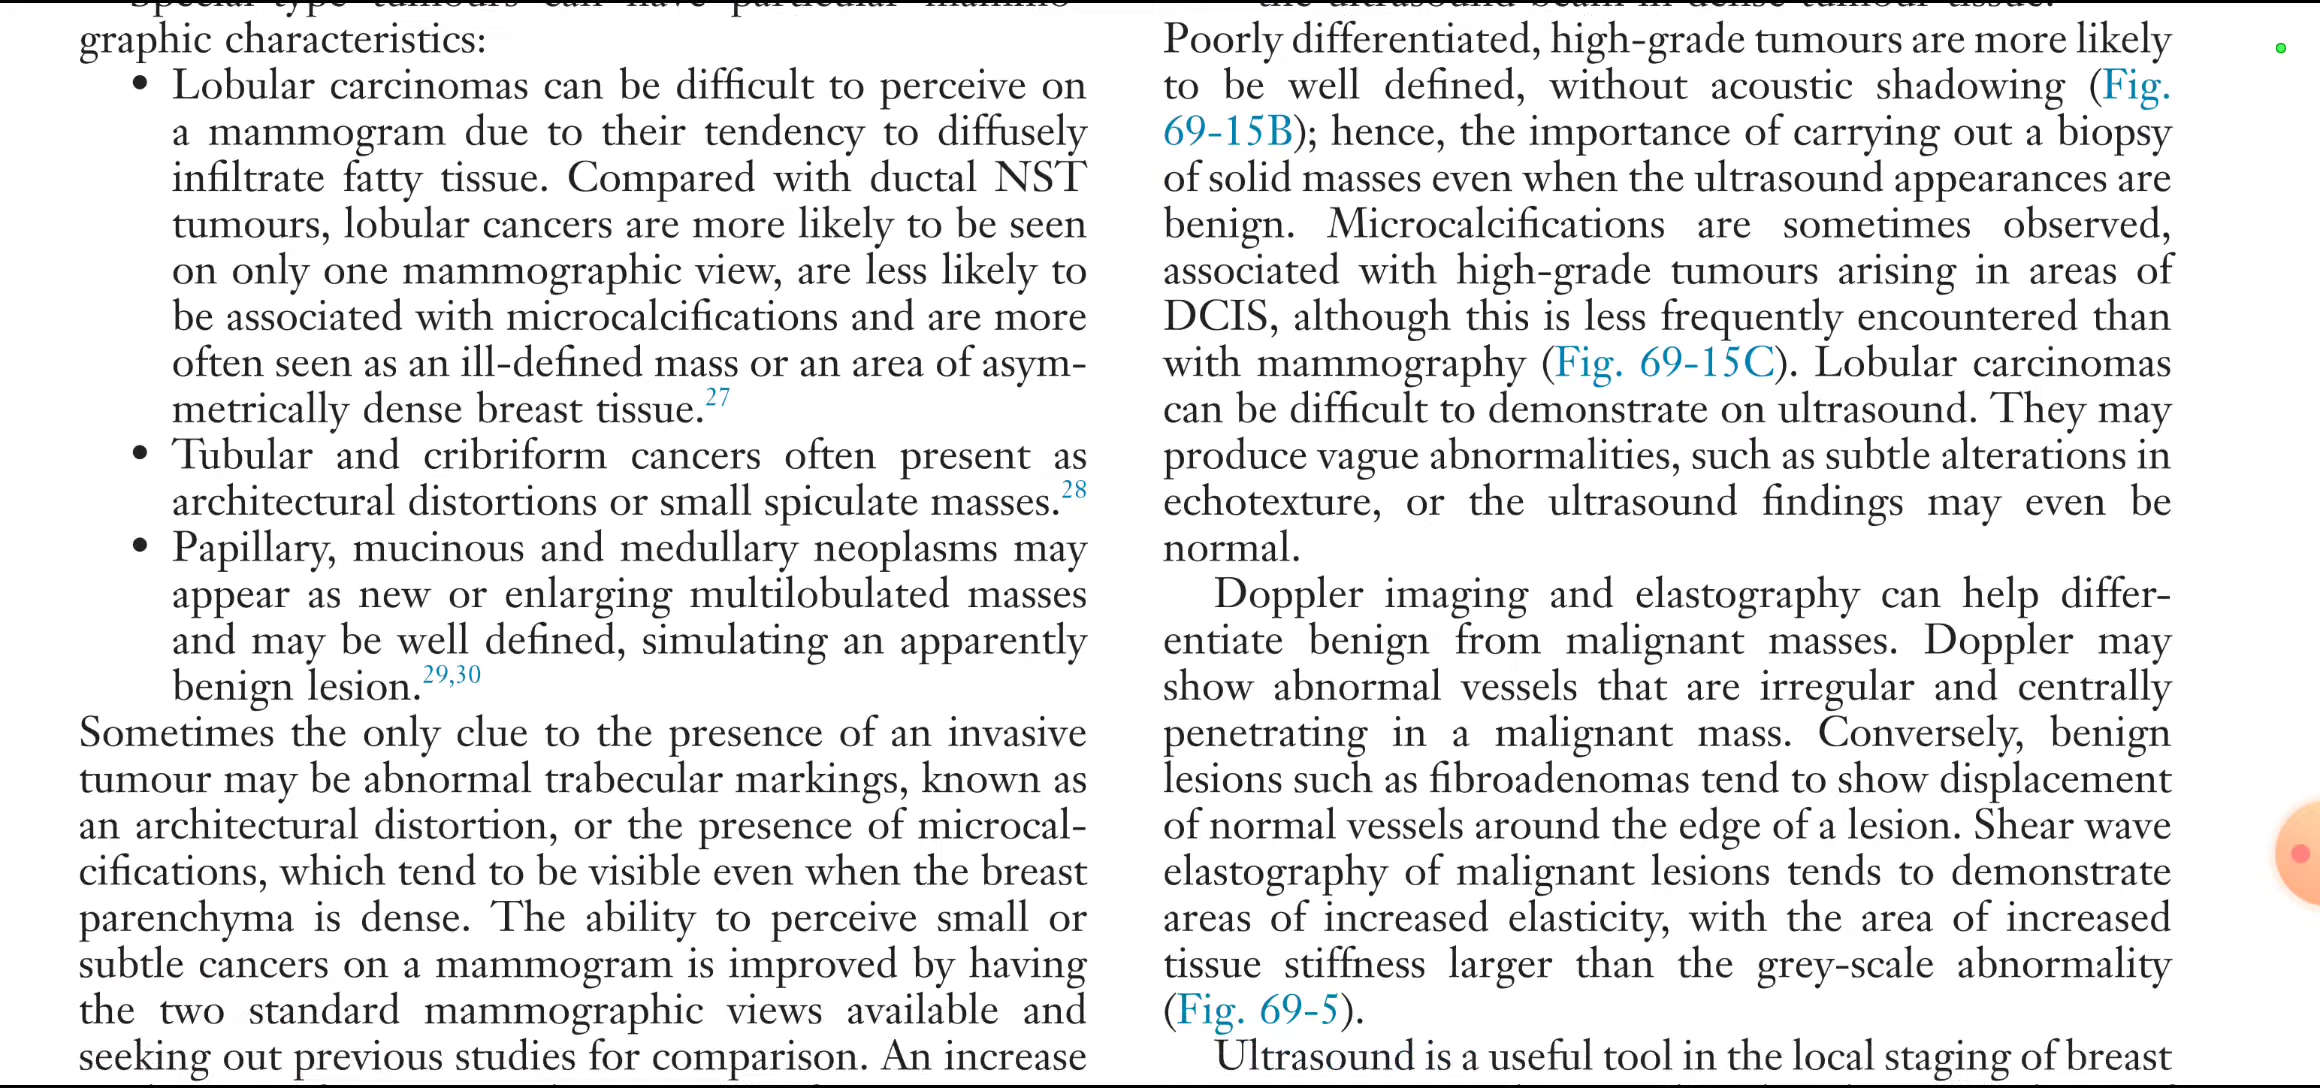 Special type tumours can have particular mammo-
graphic characteristics:
• Lobular carcinomas can be difficult to perceive on
a mammogram due to their tendency to diffusely
infiltrate fatty tissue. Compared with ductal NST
tumours, lobular cancers are more likely to be seen
on only one mammographic view, are less likely to
be associated with microcalcifications and are more
often seen as an ill-defined mass or an area of asym-
metrically dense breast tissue.27
• Tubular and cribriform cancers often present as
architectural distortions or small spiculate masses.28
• Papillary, mucinous and medullary neoplasms may
appear as new or enlarging multilobulated masses
and may be well defined, simulating an apparently
benign lesion.29,30
Sometimes the only clue to the presence of an invasive
tumour may be abnormal trabecular markings, known as
an architectural distortion, or the presence of microcal-
cifications, which tend to be visible even when the breast
parenchyma is dense. The ability to perceive small or
subtle cancers on a mammogram is improved by having
the two standard mammographic views available and
seeking out previous studies for comparison. An increase
the ultrasound beam in dense tumour tissue.
Poorly differentiated, high-grade tumours are more likely
to be well defined, without acoustic shadowing (Fig.
69-15B); hence, the importance of carrying out a biopsy
of solid masses even when the ultrasound appearances are
benign. Microcalcifications are sometimes observed,
associated with high-grade tumours arising in areas of
DCIS, although this is less frequently encountered than
with mammography (Fig. 69-15C). Lobular carcinomas
can be difficult to demonstrate on ultrasound. They may
produce vague abnormalities, such as subtle alterations in
echotexture, or the ultrasound findings may even be
normal.
Doppler imaging and elastography can help differ-
entiate benign from malignant masses. Doppler may
show abnormal vessels that are irregular and centrally
penetrating in a malignant mass. Conversely, benign
lesions such as fibroadenomas tend to show displacement
of normal vessels around the edge of a lesion. Shear wave
elastography of malignant lesions tends to demonstrate
areas of increased elasticity, with the area of increased
tissue stiffness larger than the grey-scale abnormality
(Fig. 69-5).
Ultrasound is a useful tool in the local staging of breast